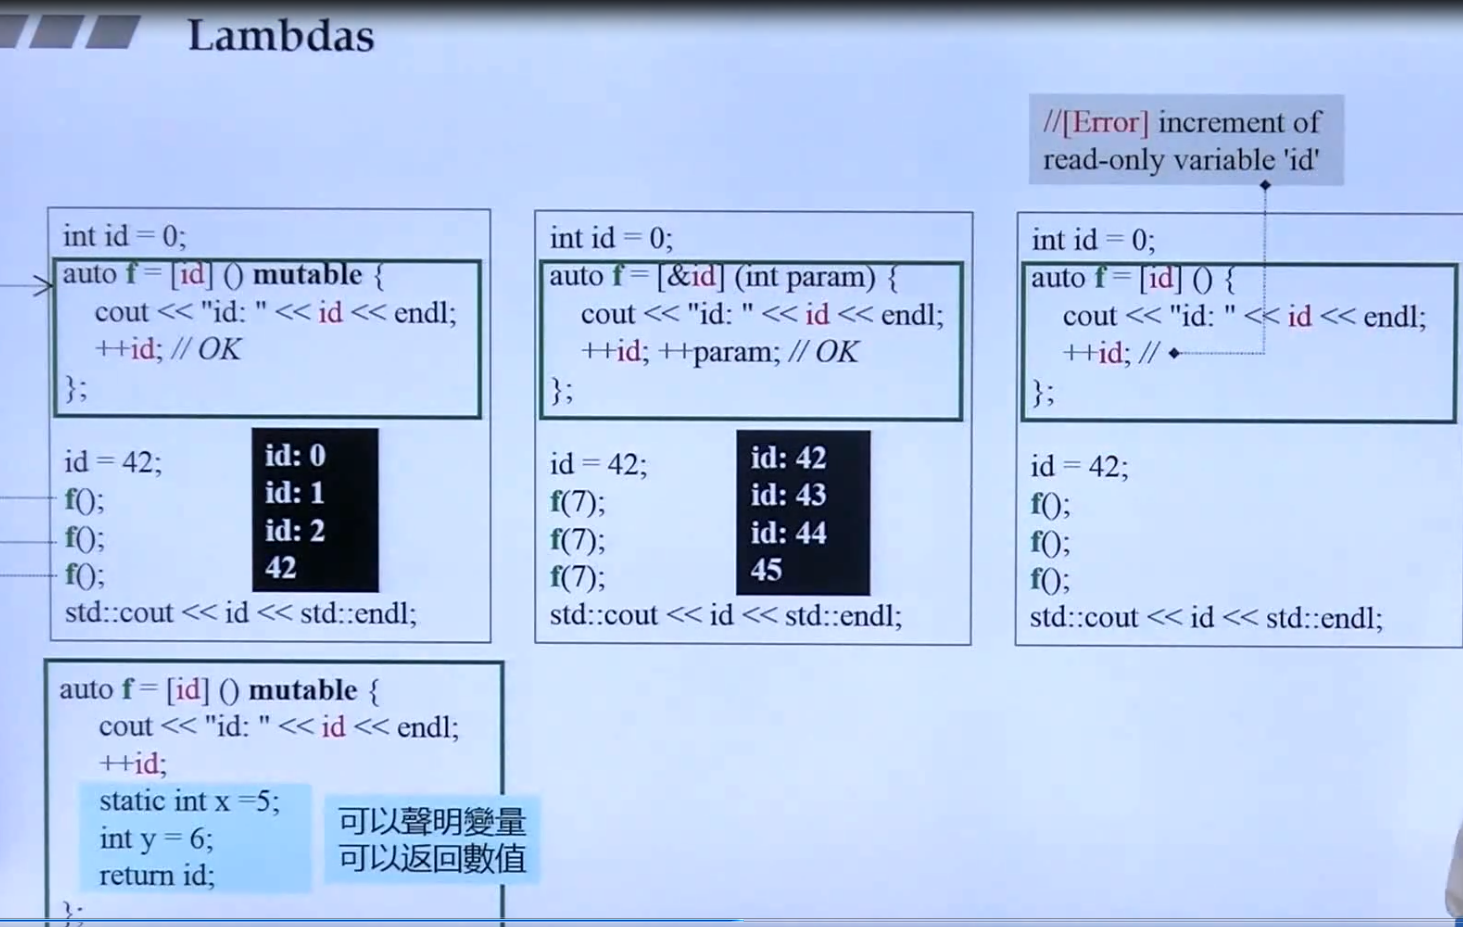 Lambdas
//[Error] increment of
read-only variable 'id'
int id = 0;
auto f = [id] () mutable {
cout << "id: " << id << endl;
++id; // OK
};
id = 42;
f();
f();
f();
std::cout << id << std::endl;
id: 0
id: 1
id: 2
42
int id = 0;
auto f = [&id] (int param) {
cout << "id: " << id << endl;
++id; ++param; // OK
};
id = 42;
f(7);
f(7);
f(7);
std::cout << id << std::endl;
id: 42
id: 43
id: 44
45
int id = 0;
auto f = [id] () {
cout << "id: " << id << endl;
++id; //
};
id = 42;
f();
f();
f();
std::cout << id << std::endl;
auto f = [id] () mutable {
cout << "id: " << id << endl;
++id;
static int x =5;
int y = 6;
return id;
};
可以聲明變量
可以返回數值